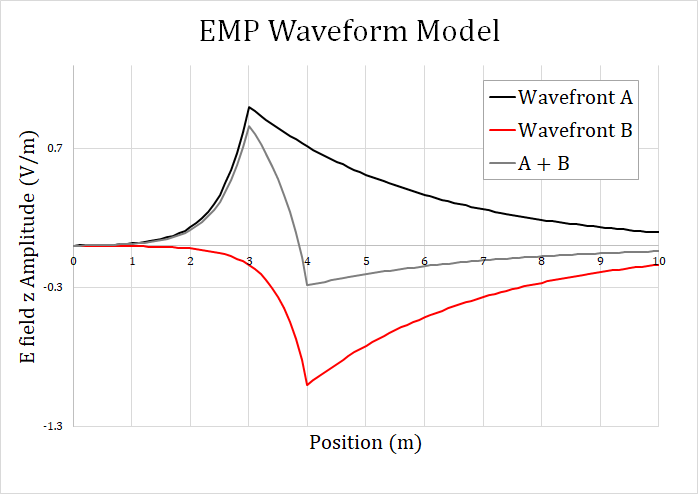 EMP Waveform Model
Wavefront A
Wavefront B
A + B
0.7
-0.3
-1.3
0 1 2 3 4 5 6 7 8 9 10
E field z Amplitude (V/m)
Position (m)